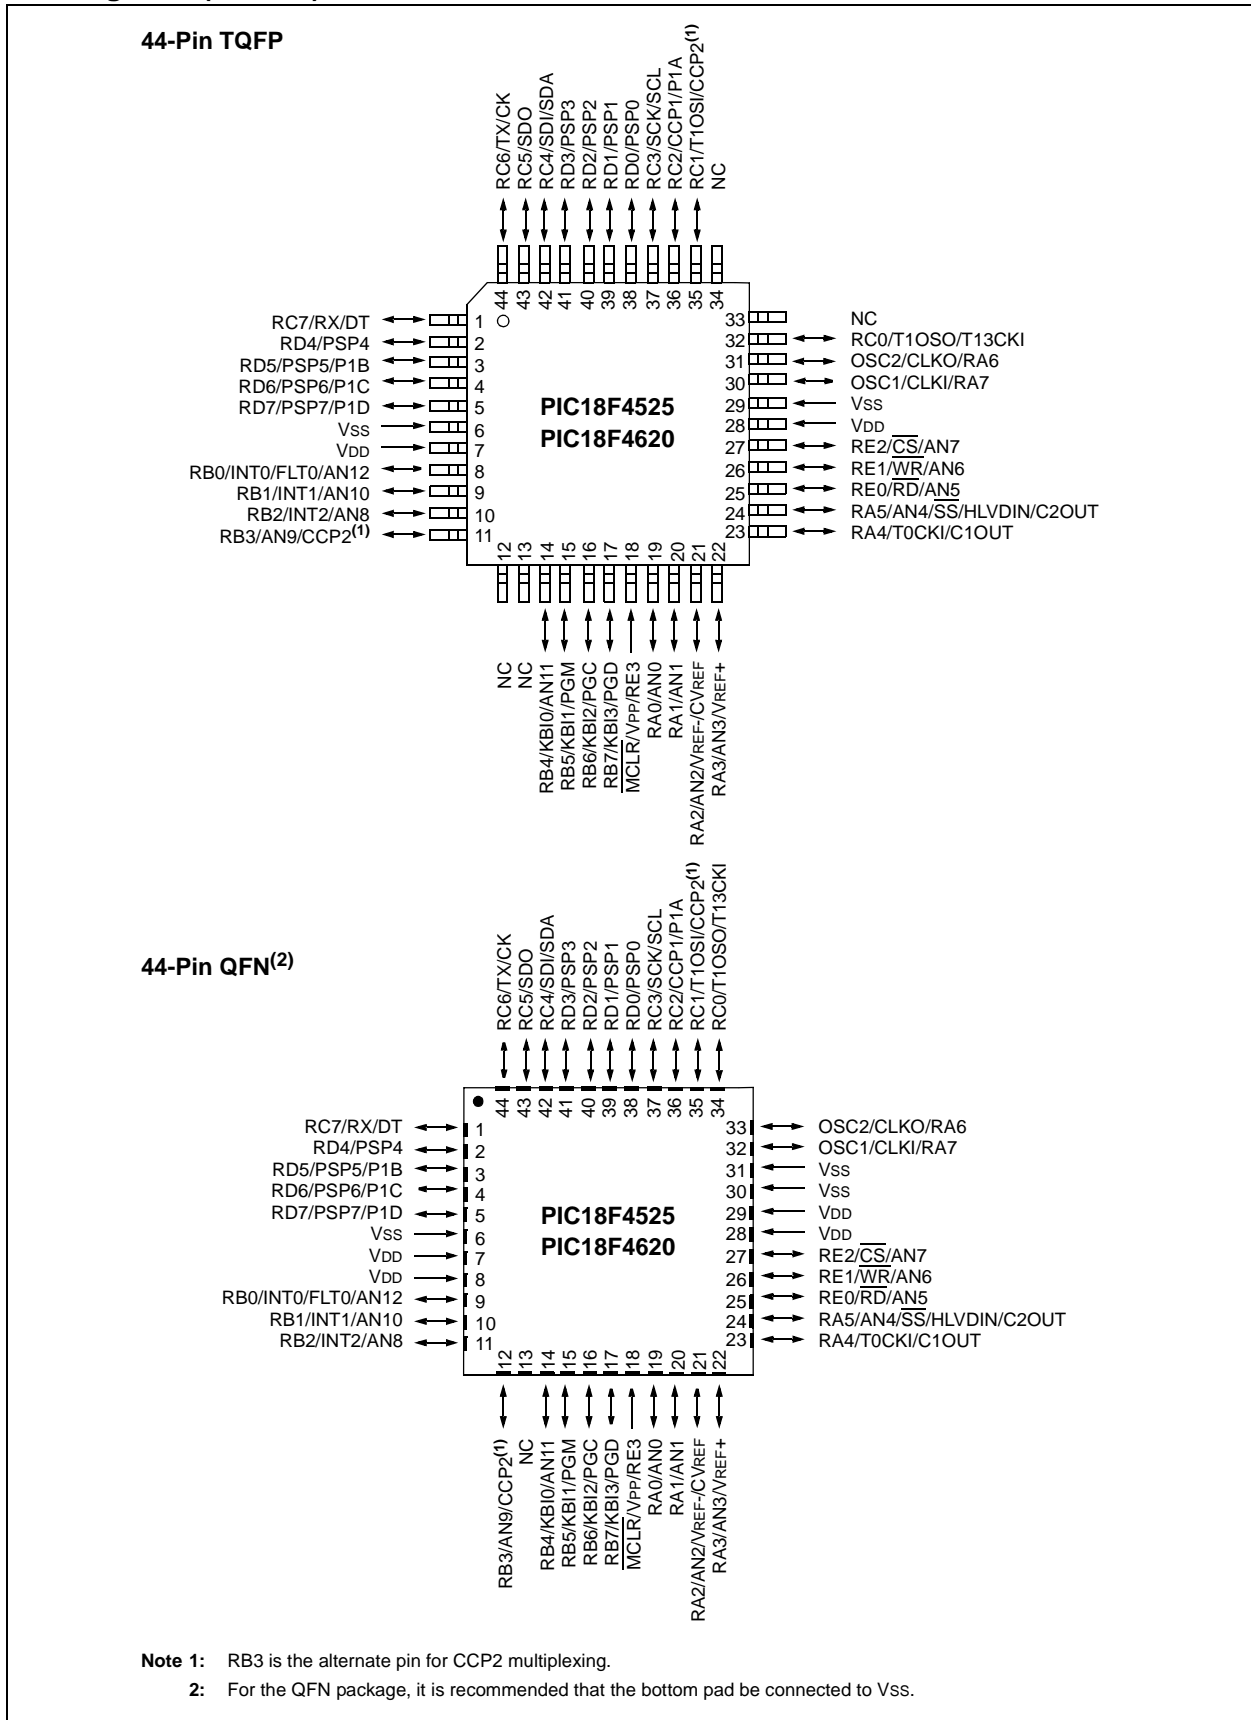 44-Pin TQFP
RC6/TX/CK
RC5/SDO
RC4/SDI/SDA
RD3/PSP3
RD2/PSP2
RD1/PSP1
RD0/PSP0
RC3/SCK/SCL
RC2/CCP1/P1A
RC1/T1OSI/CCP2(1)
NC
44
43
42
41
40
39
38
37
36
35
34
RC7/RX/DT 1
RD4/PSP4 2
RD5/PSP5/P1B 3
RD6/PSP6/P1C 4
RD7/PSP7/P1D 5
VSS 6
VDD 7
RB0/INT0/FLT0/AN12 8
RB1/INT1/AN10 9
RB2/INT2/AN8 10
RB3/AN9/CCP2(1) 11
PIC18F4525
PIC18F4620
33 NC
32 RC0/T1OSO/T13CKI
31 OSC2/CLKO/RA6
30 OSC1/CLKI/RA7
29 VSS
28 VDD
27 RE2/CS/AN7
26 RE1/WR/AN6
25 RE0/RD/AN5
24 RA5/AN4/SS/HLVDIN/C2OUT
23 RA4/T0CKI/C1OUT
12
13
14
15
16
17
18
19
20
21
22
NC
NC
RB4/KBI0/AN11
RB5/KBI1/PGM
RB6/KBI2/PGC
RB7/KBI3/PGD
MCLR/VPP/RE3
RA0/AN0
RA1/AN1
RA2/AN2/VREF-/CVREF
RA3/AN3/VREF+
44-Pin QFN(2)
RC6/TX/CK
RC5/SDO
RC4/SDI/SDA
RD3/PSP3
RD2/PSP2
RD1/PSP1
RD0/PSP0
RC3/SCK/SCL
RC2/CCP1/P1A
RC1/T1OSI/CCP2(1)
RC0/T1OSO/T13CKI
44
43
42
41
40
39
38
37
36
35
34
RC7/RX/DT 1
RD4/PSP4 2
RD5/PSP5/P1B 3
RD6/PSP6/P1C 4
RD7/PSP7/P1D 5
VSS 6
VDD 7
VDD 8
RB0/INT0/FLT0/AN12 9
RB1/INT1/AN10 10
RB2/INT2/AN8 11
PIC18F4525
PIC18F4620
33 OSC2/CLKO/RA6
32 OSC1/CLKI/RA7
31 VSS
30 VSS
29 VDD
28 VDD
27 RE2/CS/AN7
26 RE1/WR/AN6
25 RE0/RD/AN5
24 RA5/AN4/SS/HLVDIN/C2OUT
23 RA4/T0CKI/C1OUT
12
13
14
15
16
17
18
19
20
21
22
RB3/AN9/CCP2(1)
NC
RB4/KBI0/AN11
RB5/KBI1/PGM
RB6/KBI2/PGC
RB7/KBI3/PGD
MCLR/VPP/RE3
RA0/AN0
RA1/AN1
RA2/AN2/VREF-/CVREF
RA3/AN3/VREF+
Note 1: RB3 is the alternate pin for CCP2 multiplexing.
2: For the QFN package, it is recommended that the bottom pad be connected to VSS.